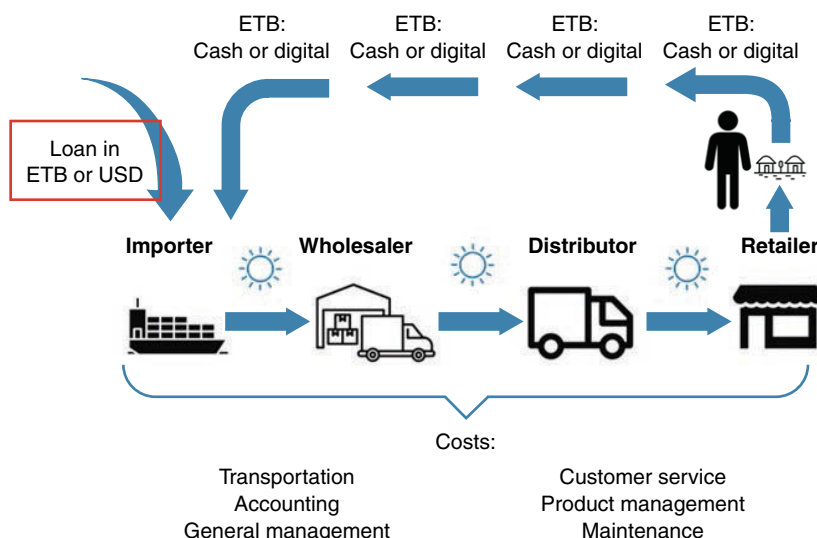 ETB:
Cash or digital
ETB:
Cash or digital
ETB:
Cash or digital
ETB:
Cash or digital
Loan in
ETB or USD
Importer
Wholesaler
Distributor
Retailer
Costs:
Transportation
Accounting
General management
Customer service
Product management
Maintenance